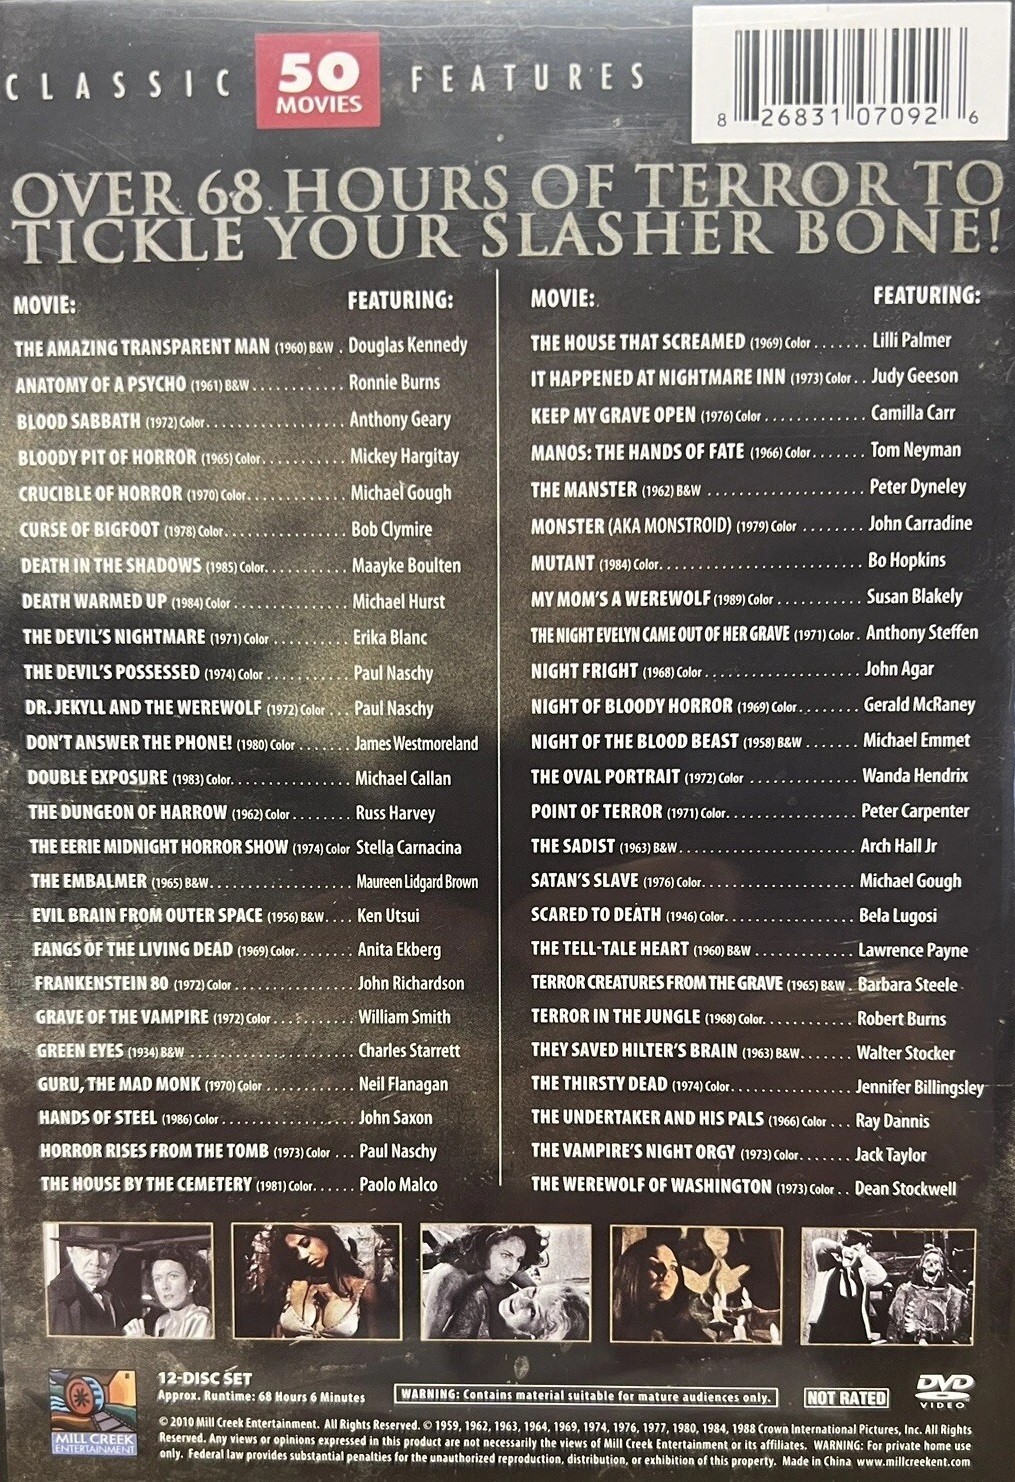 CLASSIC 50 MOVIES FEATURES
8 26831 07092 6
OVER 68 HOURS OF TERROR TO
TICKLE YOUR SLASHER BONE!
MOVIE: FEATURING:
THE AMAZING TRANSPARENT MAN (1960) B&W . Douglas Kennedy
ANATOMY OF A PSYCHO (1961) B&W ............ Ronnie Burns
BLOOD SABBATH (1972) Color.................. Anthony Geary
BLOODY PIT OF HORROR (1965) Color........... Mickey Hargitay
CRUCIBLE OF HORROR (1970) Color............. Michael Gough
CURSE OF BIGFOOT (1978) Color................ Bob Clymire
DEATH IN THE SHADOWS (1985) Color........... Maayke Boulten
DEATH WARMED UP (1984) Color ............... Michael Hurst
THE DEVIL'S NIGHTMARE (1971) Color .......... Erika Blanc
THE DEVIL'S POSSESSED (1974) Color ........... Paul Naschy
DR. JEKYLL AND THE WEREWOLF (1972) Color ... Paul Naschy
DON'T ANSWER THE PHONE! (1980) Color ....... James Westmoreland
DOUBLE EXPOSURE (1983) Color................ Michael Callan
THE DUNGEON OF HARROW (1962) Color ........ Russ Harvey
THE EERIE MIDNIGHT HORROR SHOW (1974) Color Stella Carnacina
THE EMBALMER (1965) B&W.................. Maureen Lidgard Brown
EVIL BRAIN FROM OUTER SPACE (1956) B&W.... Ken Utsui
FANGS OF THE LIVING DEAD (1969) Color........ Anita Ekberg
FRANKENSTEIN 80 (1972) Color ................ John Richardson
GRAVE OF THE VAMPIRE (1972) Color ........... William Smith
GREEN EYES (1934) B&W ..................... Charles Starrett
GURU, THE MAD MONK (1970) Color ............ Neil Flanagan
HANDS OF STEEL (1986) Color ................. John Saxon
HORROR RISES FROM THE TOMB (1973) Color ... Paul Naschy
THE HOUSE BY THE CEMETERY (1981) Color...... Paolo Malco
MOVIE: FEATURING:
THE HOUSE THAT SCREAMED (1969) Color ....... Lilli Palmer
IT HAPPENED AT NIGHTMARE INN (1973) Color .. Judy Geeson
KEEP MY GRAVE OPEN (1976) Color ............. Camilla Carr
MANOS: THE HANDS OF FATE (1966) Color....... Tom Neyman
THE MANSTER (1962) B&W .................... Peter Dyneley
MONSTER (AKA MONSTROID) (1979) Color ........ John Carradine
MUTANT (1984) Color.......................... Bo Hopkins
MY MOM'S A WEREWOLF (1989) Color ........... Susan Blakely
THE NIGHT EVELYN CAME OUT OF HER GRAVE (1971) Color . Anthony Steffen
NIGHT FRIGHT (1968) Color .................... John Agar
NIGHT OF BLOODY HORROR (1969) Color........ Gerald McRaney
NIGHT OF THE BLOOD BEAST (1958) B&W ....... Michael Emmet
THE OVAL PORTRAIT (1972) Color .............. Wanda Hendrix
POINT OF TERROR (1971) Color................. Peter Carpenter
THE SADIST (1963) B&W....................... Arch Hall Jr
SATAN'S SLAVE (1976) Color.................... Michael Gough
SCARED TO DEATH (1946) Color................. Bela Lugosi
THE TELL-TALE HEART (1960) B&W ............. Lawrence Payne
TERROR CREATURES FROM THE GRAVE (1965) B&W . Barbara Steele
TERROR IN THE JUNGLE (1968) Color............ Robert Burns
THEY SAVED HILTER'S BRAIN (1963) B&W....... Walter Stocker
THE THIRSTY DEAD (1974) Color................ Jennifer Billingsley
THE UNDERTAKER AND HIS PALS (1966) Color ... Ray Dannis
THE VAMPIRE'S NIGHT ORGY (1973) Color....... Jack Taylor
THE WEREWOLF OF WASHINGTON (1973) Color .. Dean Stockwell
MILL CREEK
ENTERTAINMENT
12-DISC SET
Approx. Runtime: 68 Hours 6 Minutes
WARNING: Contains material suitable for mature audiences only.
NOT RATED
DVD
VIDEO
© 2010 Mill Creek Entertainment. All Rights Reserved. © 1959, 1962, 1963, 1964, 1969, 1974, 1976, 1977, 1980, 1984, 1988 Crown International Pictures, Inc. All Rights
Reserved. Any views or opinions expressed in this product are not necessarily the views of Mill Creek Entertainment or its affiliates. WARNING: For private home use
only. Federal law provides substantial penalties for the unauthorized reproduction, distribution, or exhibition of this property. Made in China www.millcreekent.com